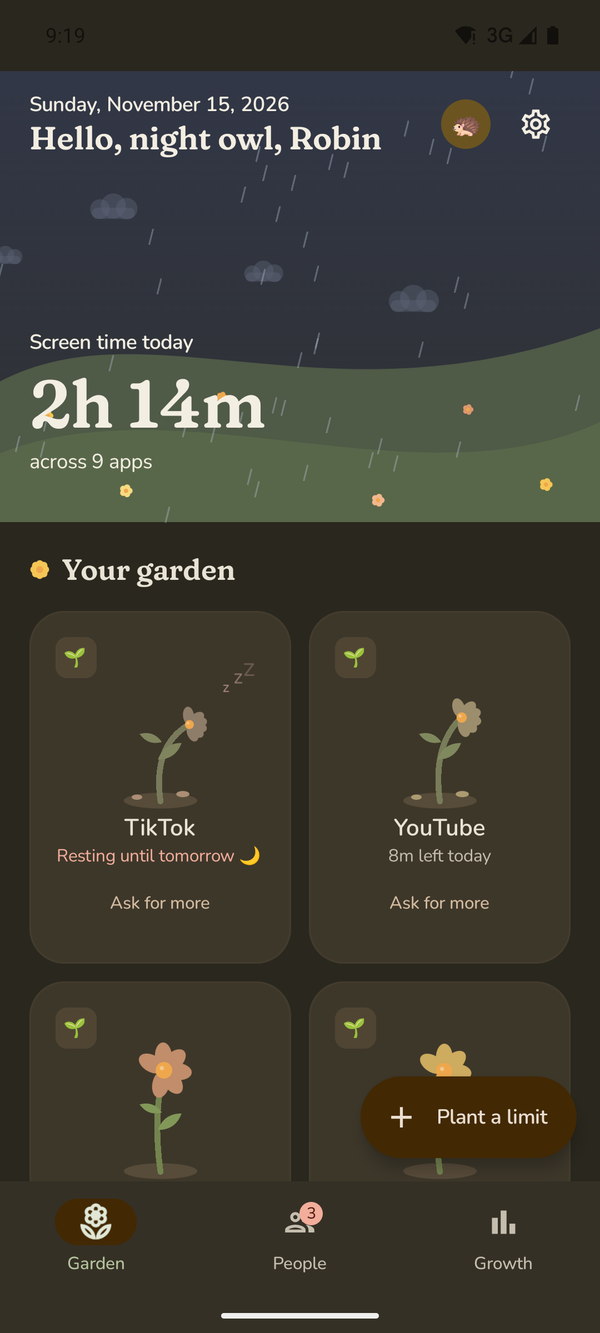 9:19
3G
Sunday, November 15, 2026
Hello, night owl, Robin
Screen time today
2h 14m
across 9 apps
Your garden
z z Z
TikTok
Resting until tomorrow 🌙
Ask for more
YouTube
8m left today
Ask for more
Plant a limit
3
Garden
People
Growth